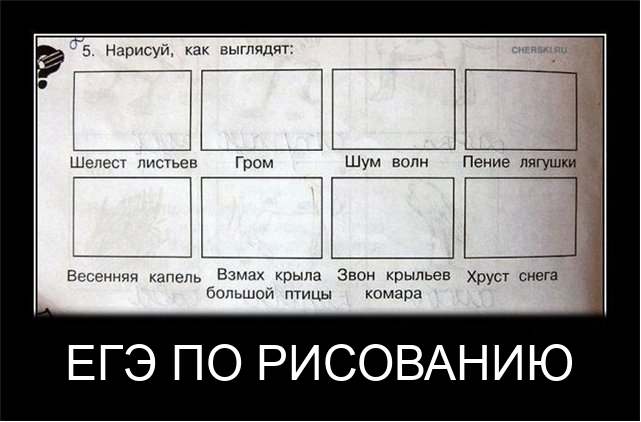 5. Нарисуй, как выглядят:
CHERSKI.RU
Шелест листьев Гром Шум волн Пение лягушки
Весенняя капель Взмах крыла большой птицы Звон крыльев комара Хруст снега
ЕГЭ ПО РИСОВАНИЮ